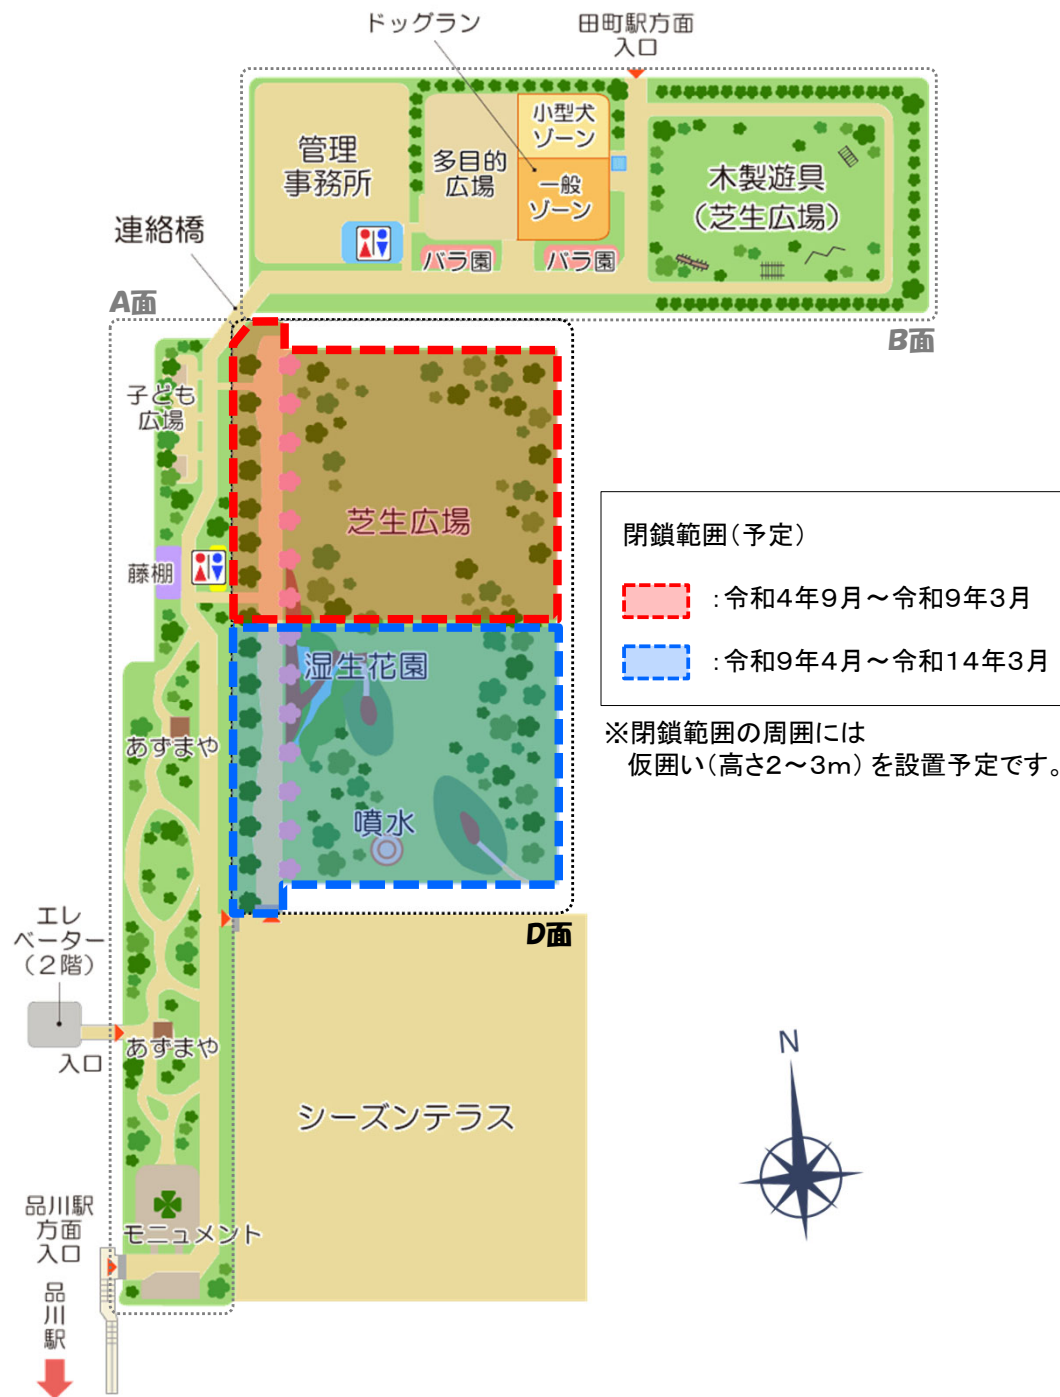 ドッグラン
田町駅方面
入口
管理
事務所
多目的
広場
小型犬
ゾーン
一般
ゾーン
木製遊具
(芝生広場)
バラ園
バラ園
連絡橋
A面
B面
子ども
広場
芝生広場
藤棚
閉鎖範囲(予定)
:令和4年9月～令和9年3月
:令和9年4月～令和14年3月
※閉鎖範囲の周囲には
仮囲い(高さ2～3m)を設置予定です。
湿生花園
あずまや
噴水
D面
エレ
ベーター
(2階)
入口
あずまや
シーズンテラス
N
品川駅
方面
入口
モニュメント
品川駅